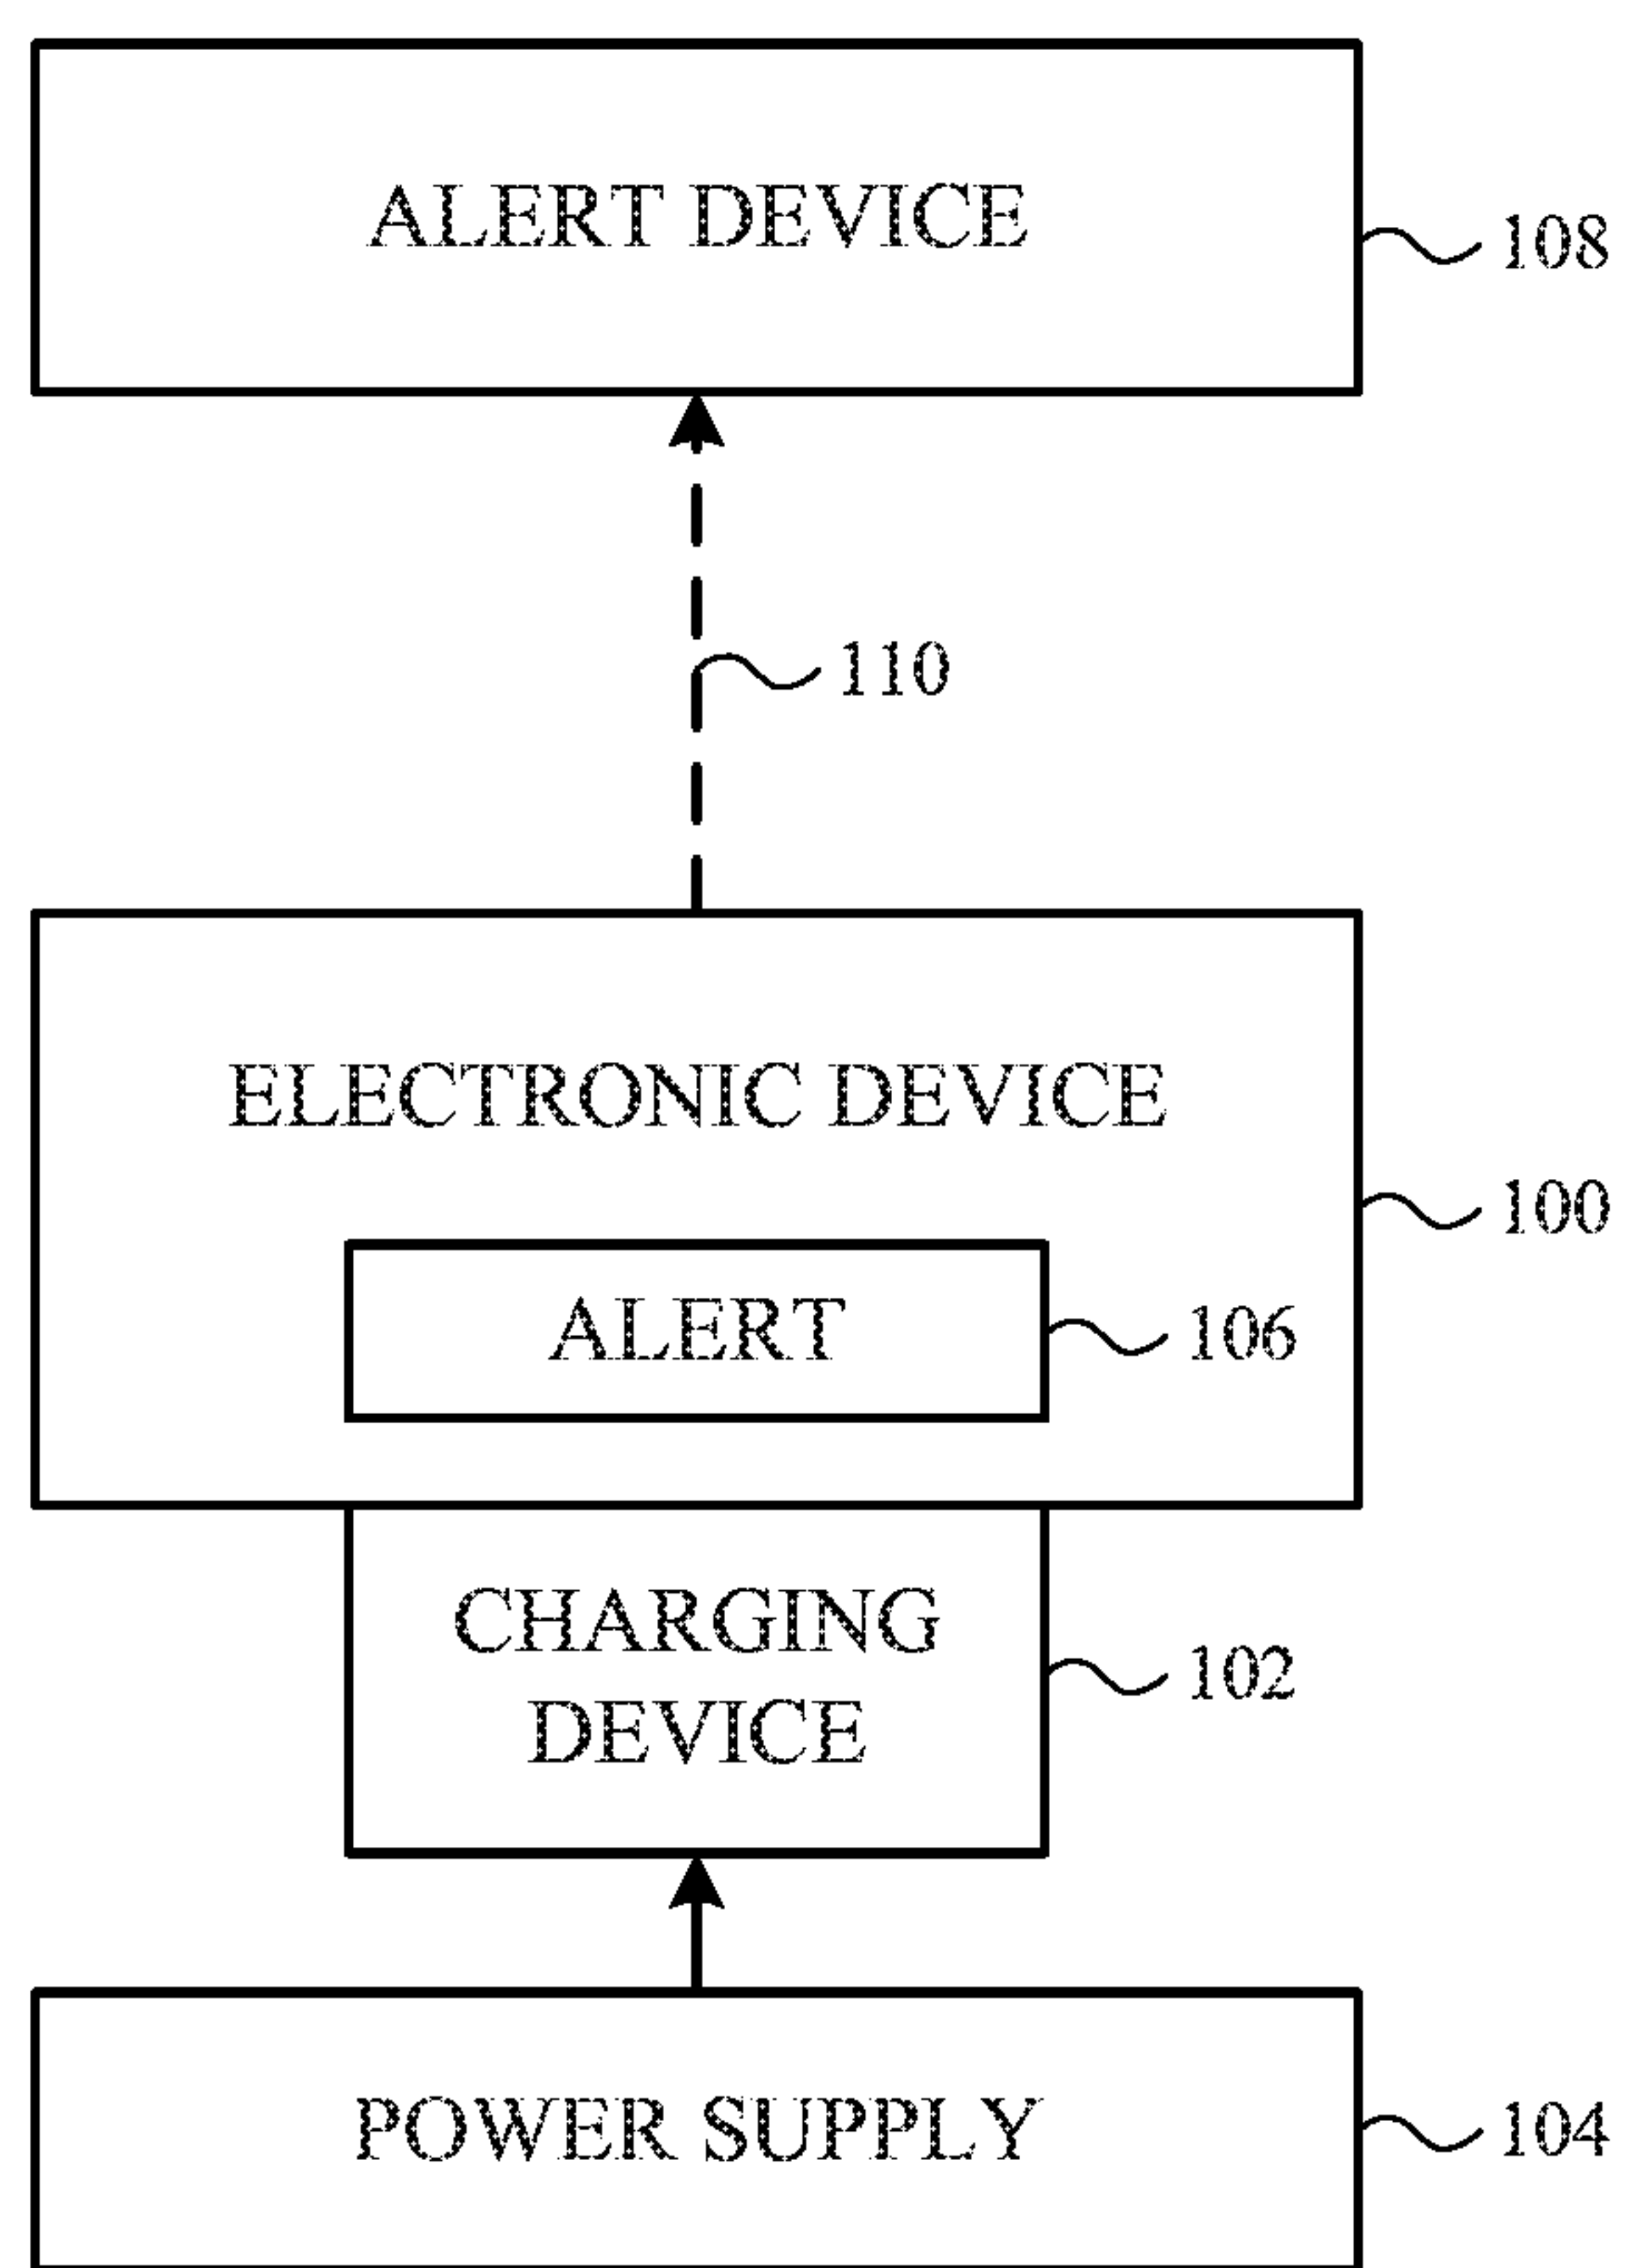 ALERT DEVICE
108
110
ELECTRONIC DEVICE
100
ALERT
106
CHARGING
DEVICE
102
POWER SUPPLY
104